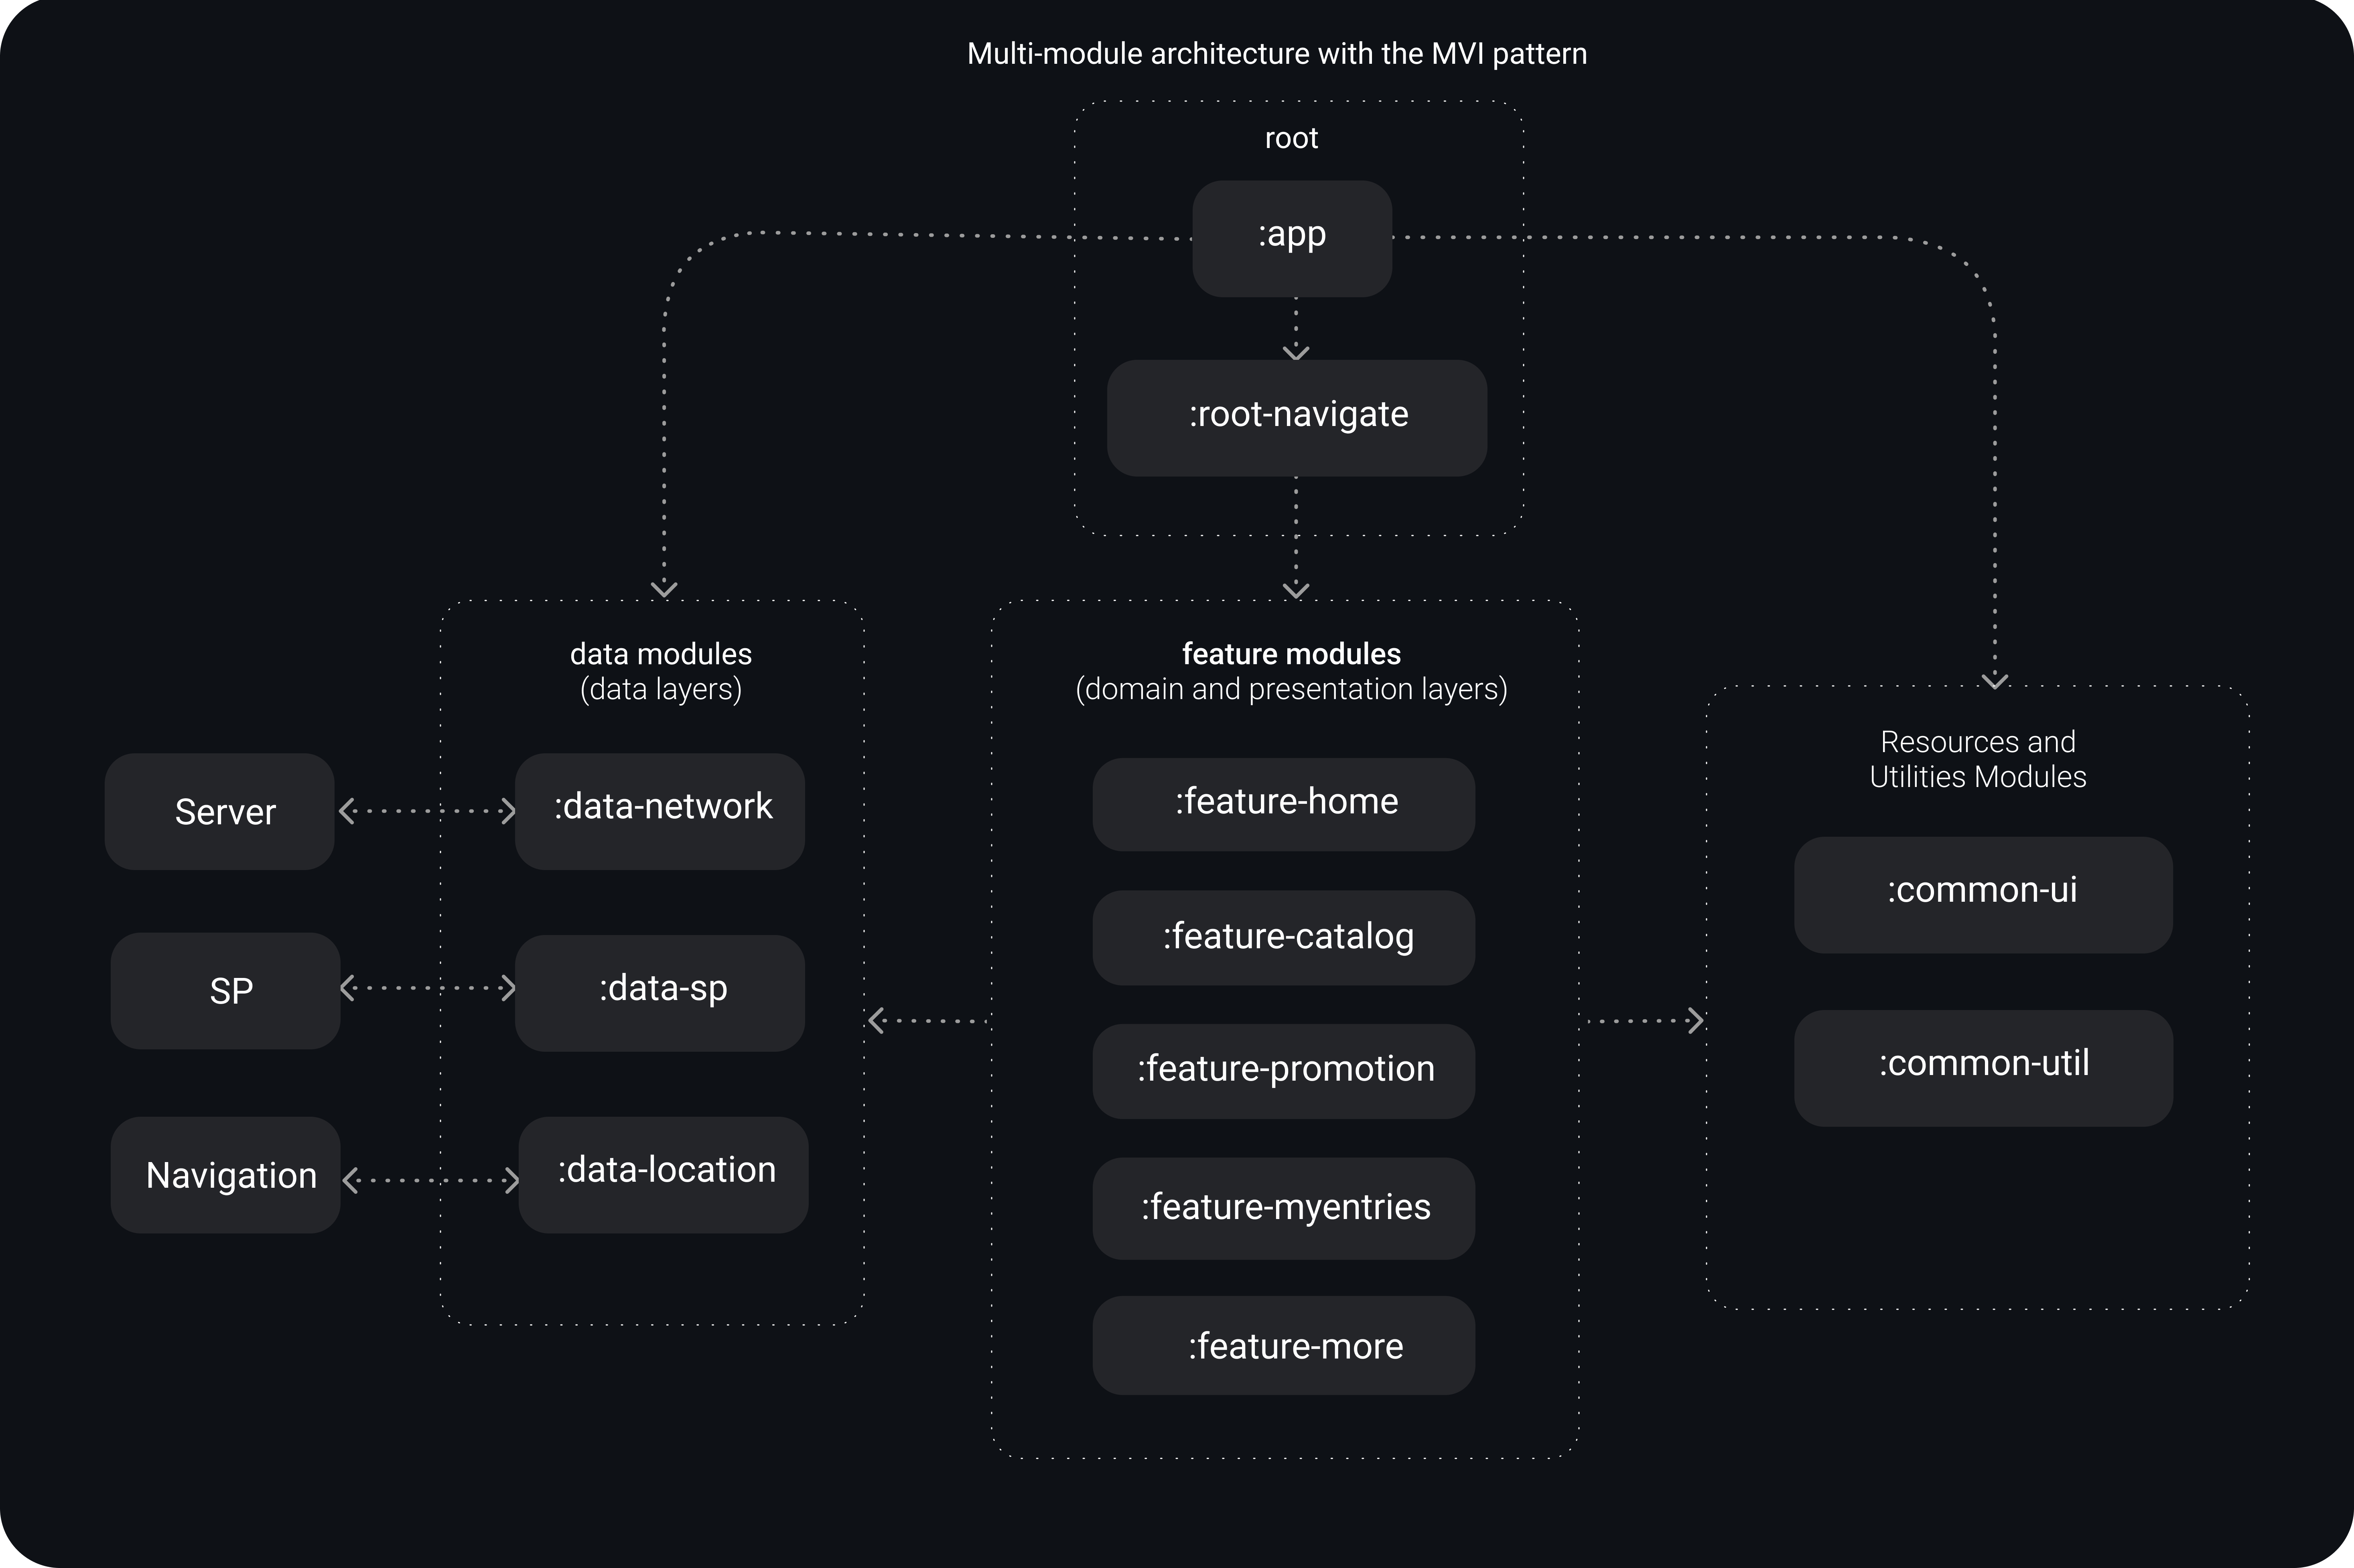 Multi-module architecture with the MVI pattern
root
:app
:root-navigate
data modules
(data layers)
Server
:data-network
SP
:data-sp
Navigation
:data-location
feature modules
(domain and presentation layers)
:feature-home
:feature-catalog
:feature-promotion
:feature-myentries
:feature-more
Resources and
Utilities Modules
:common-ui
:common-util